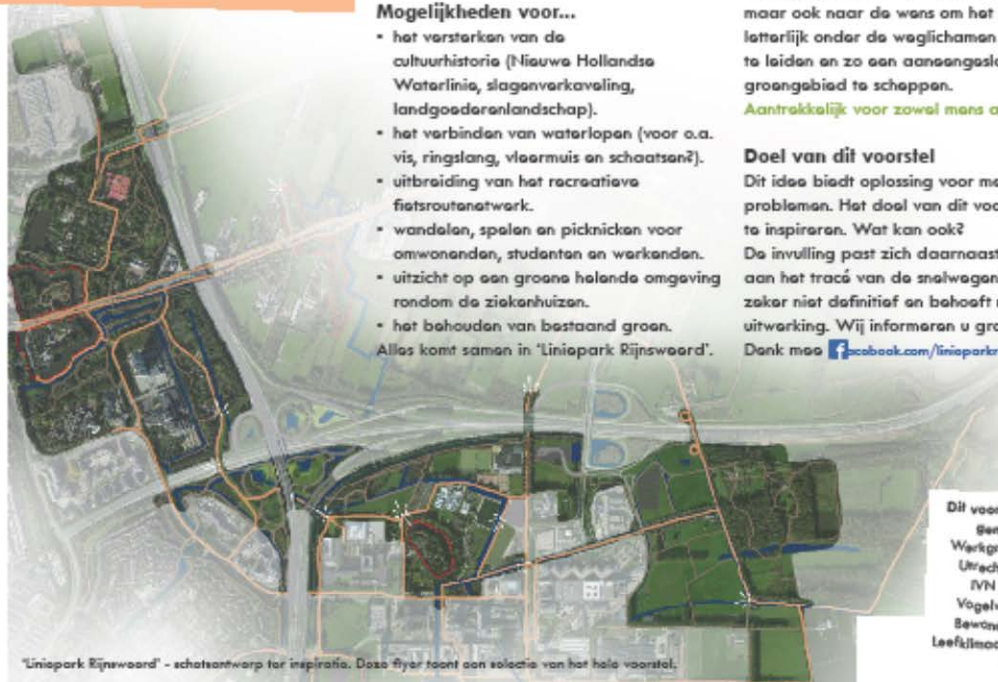 Mogelijkheden voor...
• het versterken van de
cultuurhistorie (Nieuwe Hollandse
Waterlinie, slagenverkaveling,
landgoederenlandschap).
• het verbinden van waterlopen (voor o.a.
vis, ringslang, vleermuis en schaatsen?).
• uitbreiding van het recreatieve
fietsroutenetwerk.
• wandelen, spelen en picknicken voor
omwonenden, studenten en werkenden.
• uitzicht op een groene helende omgeving
rondom de ziekenhuizen.
• het behouden van bestaand groen.
Alles komt samen in 'Liniepark Rijnsweerd'.
maar ook naar de wens om het
letterlijk onder de weglichamen
te leiden en zo een aaneengeslo
groengebied te scheppen.
Aantrekkelijk voor zowel mens a
Doel van dit voorstel
Dit idee biedt oplossing voor me
problemen. Het doel van dit voo
te inspireren. Wat kan ook?
De invulling past zich daarnaast
aan het tracé van de snelwegen
zeker niet definitief en behoeft
uitwerking. Wij informeren u gra
Denk mee facebook.com/liniepark
Dit voor
gem
Werkgr
Utrech
IVN
Vogelw
Bewone
Leefklimaa
'Liniepark Rijnsweerd' - schetsontwerp ter inspiratie. Deze flyer toont een selectie van het hele voorstel.